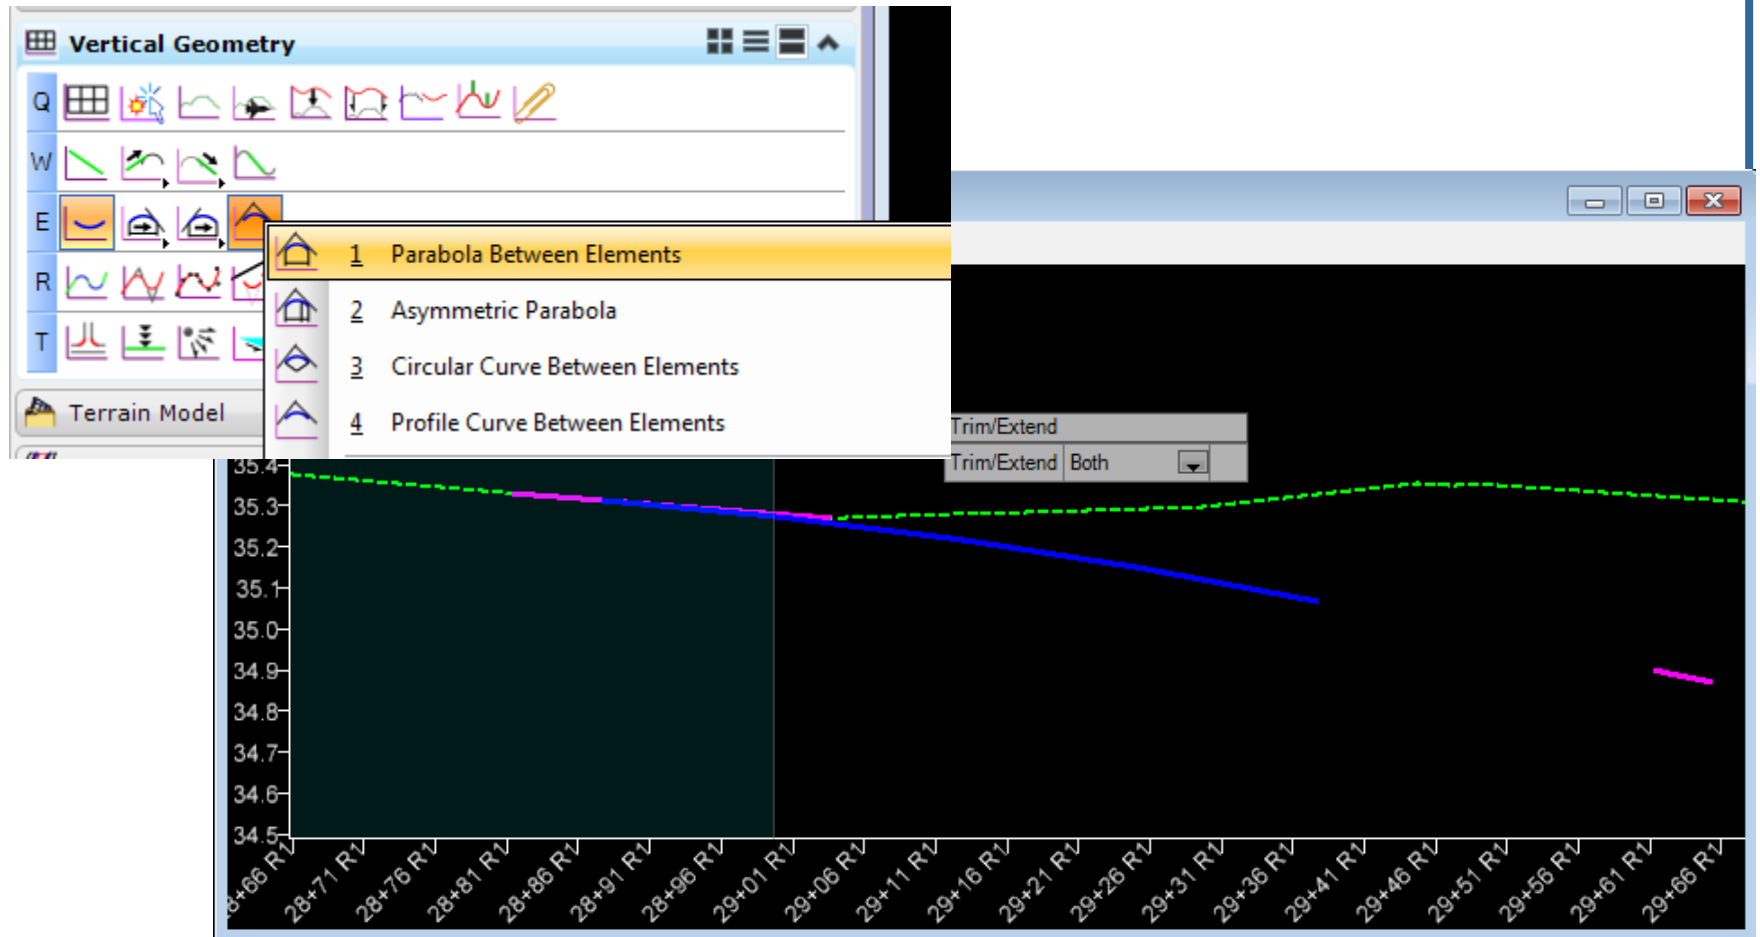 Vertical Geometry
Q
W
E
1 Parabola Between Elements
2 Asymmetric Parabola
R
3 Circular Curve Between Elements
T
4 Profile Curve Between Elements
Terrain Model
Trim/Extend
Trim/Extend Both
35.4
35.3
35.2
35.1
35.0
34.9
34.8
34.7
34.6
34.5
28+66 R1
28+71 R1
28+76 R1
28+81 R1
28+86 R1
28+91 R1
28+96 R1
29+01 R1
29+06 R1
29+11 R1
29+16 R1
29+21 R1
29+26 R1
29+31 R1
29+36 R1
29+41 R1
29+46 R1
29+51 R1
29+56 R1
29+61 R1
29+66 R1